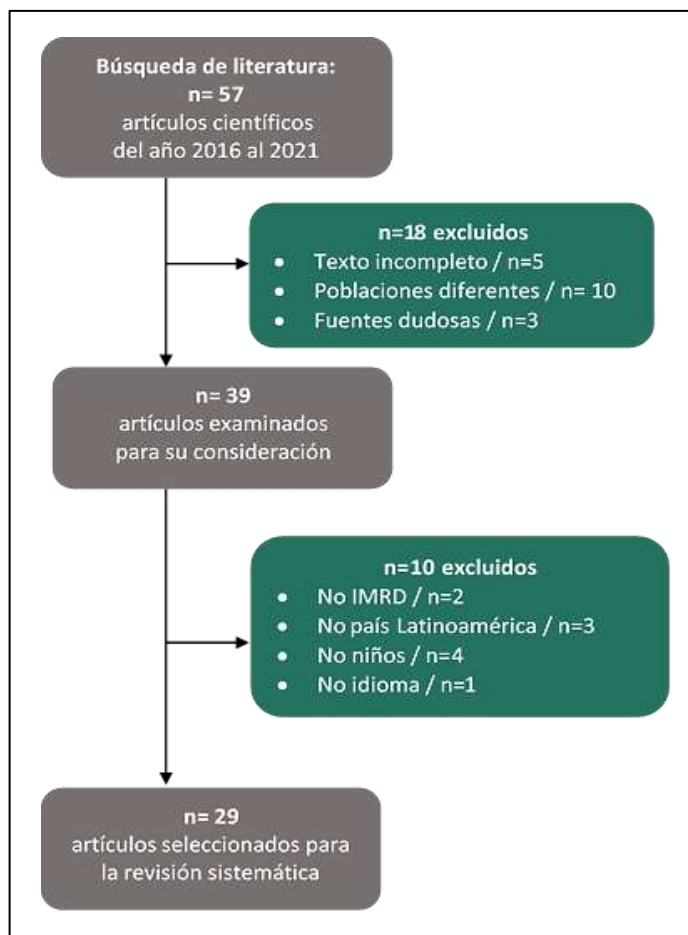 Búsqueda de literatura:
n= 57
artículos científicos
del año 2016 al 2021
n=18 excluidos
• Texto incompleto / n=5
• Poblaciones diferentes / n= 10
• Fuentes dudosas / n=3
n= 39
artículos examinados
para su consideración
n=10 excluidos
• No IMRD / n=2
• No país Latinoamérica / n=3
• No niños / n=4
• No idioma / n=1
n= 29
artículos seleccionados para
la revisión sistemática